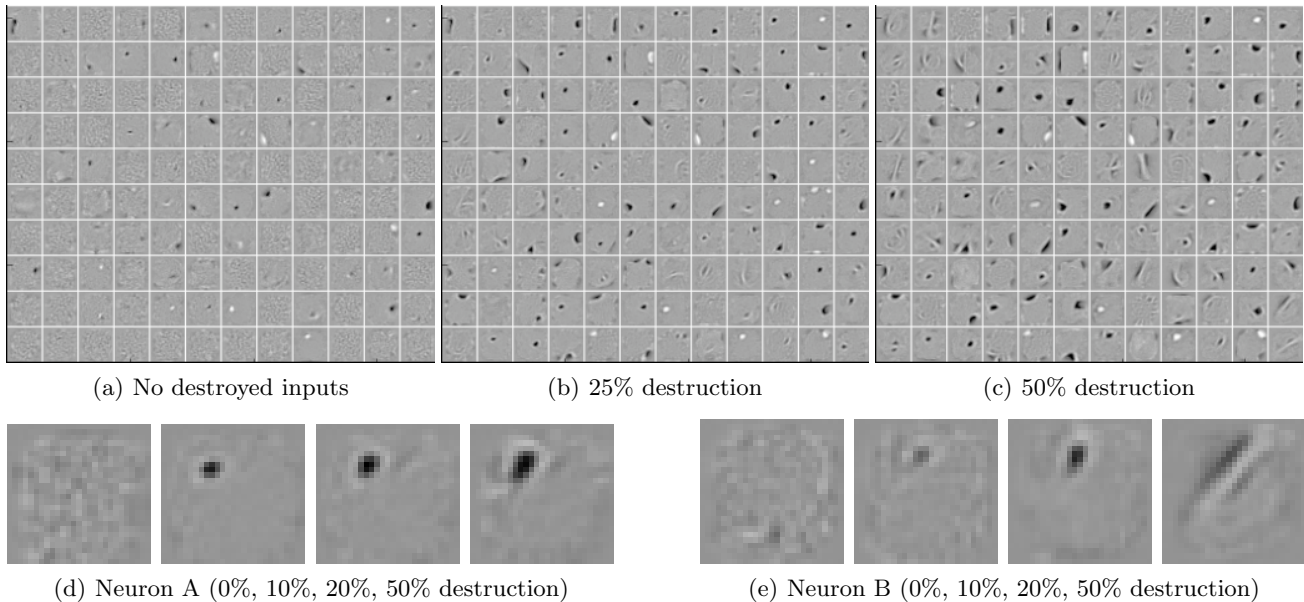 (a) No destroyed inputs
(b) 25% destruction
(c) 50% destruction
(d) Neuron A (0%, 10%, 20%, 50% destruction)
(e) Neuron B (0%, 10%, 20%, 50% destruction)